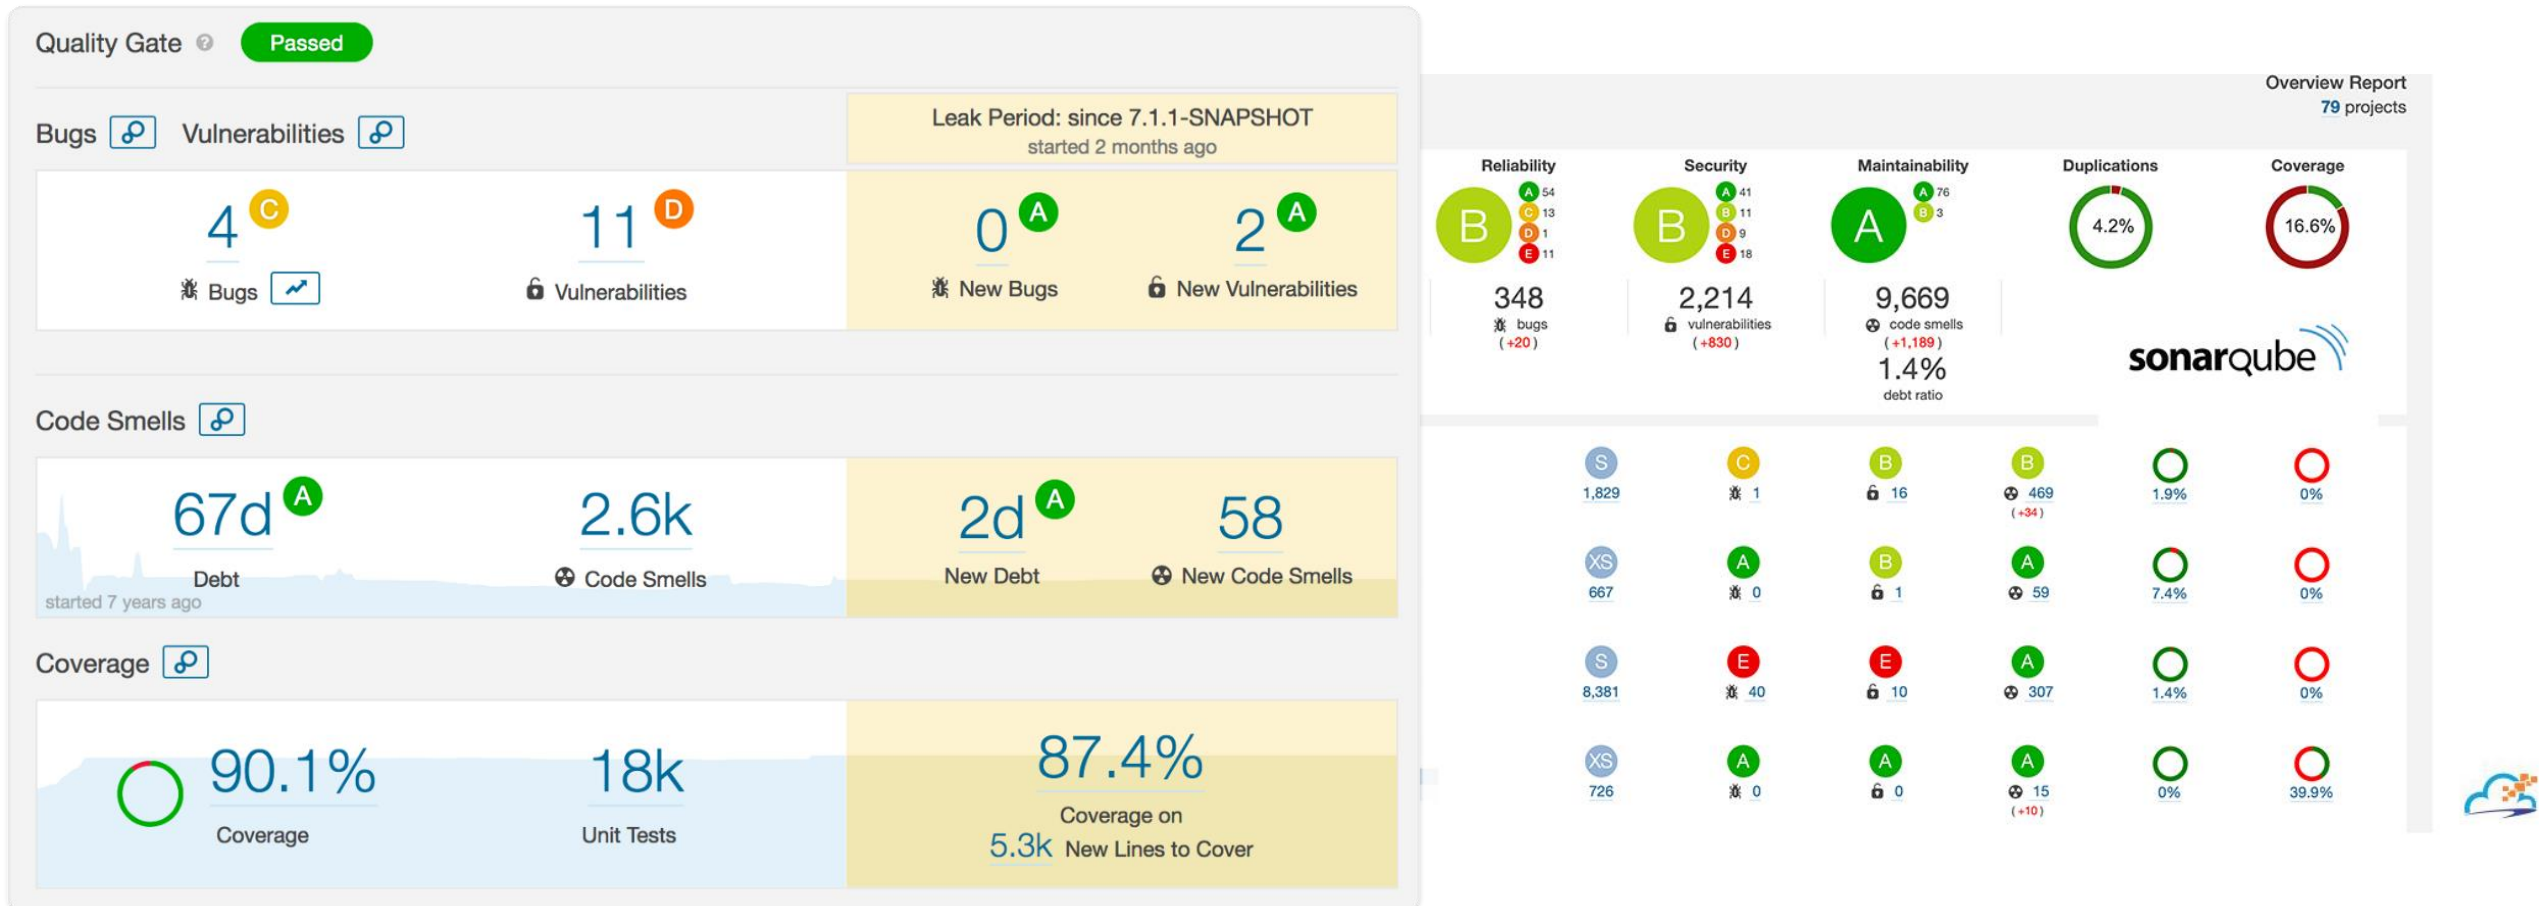 Quality Gate ? Passed
Leak Period: since 7.1.1-SNAPSHOT
started 2 months ago
Bugs Vulnerabilities
4 C 11 D 0 A 2 A
Bugs Vulnerabilities New Bugs New Vulnerabilities
Code Smells
67d A 2.6k 2d A 58
Debt Code Smells New Debt New Code Smells
started 7 years ago
Coverage
90.1% 18k 87.4%
Coverage Unit Tests Coverage on
5.3k New Lines to Cover
Overview Report
79 projects
Reliability Security Maintainability Duplications Coverage
B A 54 B A 41 A A 76 4.2% 16.6%
C 13 B 11 B 3
D 1 D 9
E 11 E 18
348 2,214 9,669
bugs vulnerabilities code smells
(+20) (+830) (+1,189)
1.4%
debt ratio
sonarqube
S C B B
1,829 1 16 469 1.9% 0%
(+34)
XS A B A
667 0 1 59 7.4% 0%
S E E A
8,381 40 10 307 1.4% 0%
XS A A A
726 0 0 15 0% 39.9%
(+10)